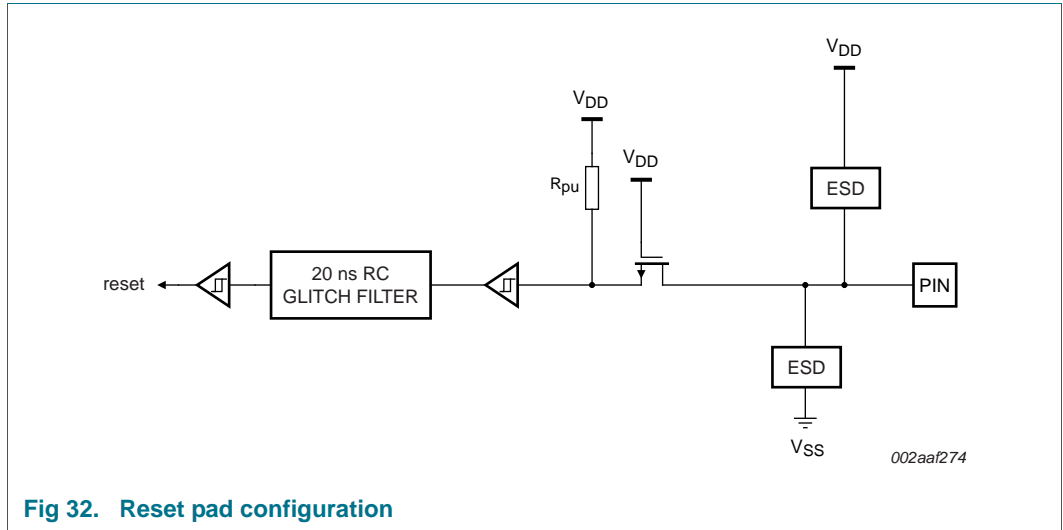 VDD
VDD
VDD
Rpu
ESD
reset
20 ns RC
GLITCH FILTER
PIN
ESD
VSS
002aaf274
Fig 32. Reset pad configuration